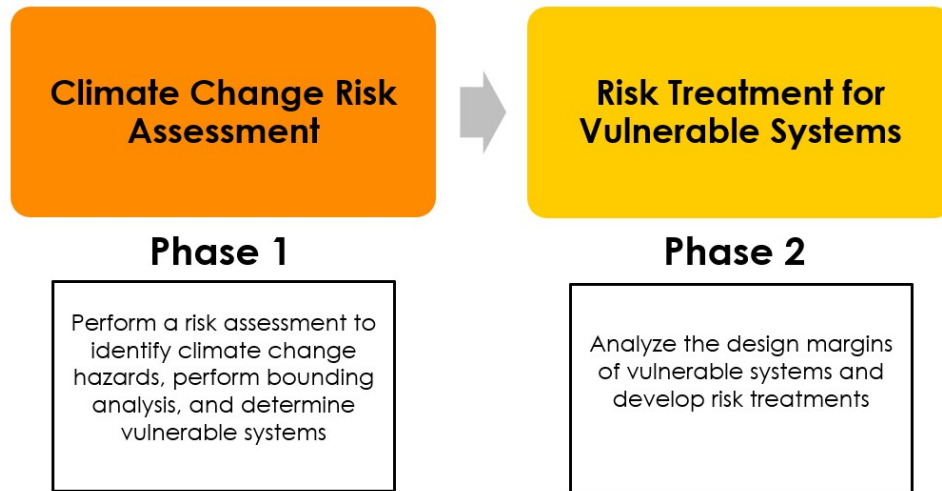 Climate Change Risk
Assessment
Risk Treatment for
Vulnerable Systems
Phase 1
Phase 2
Perform a risk assessment to
identify climate change
hazards, perform bounding
analysis, and determine
vulnerable systems
Analyze the design margins
of vulnerable systems and
develop risk treatments